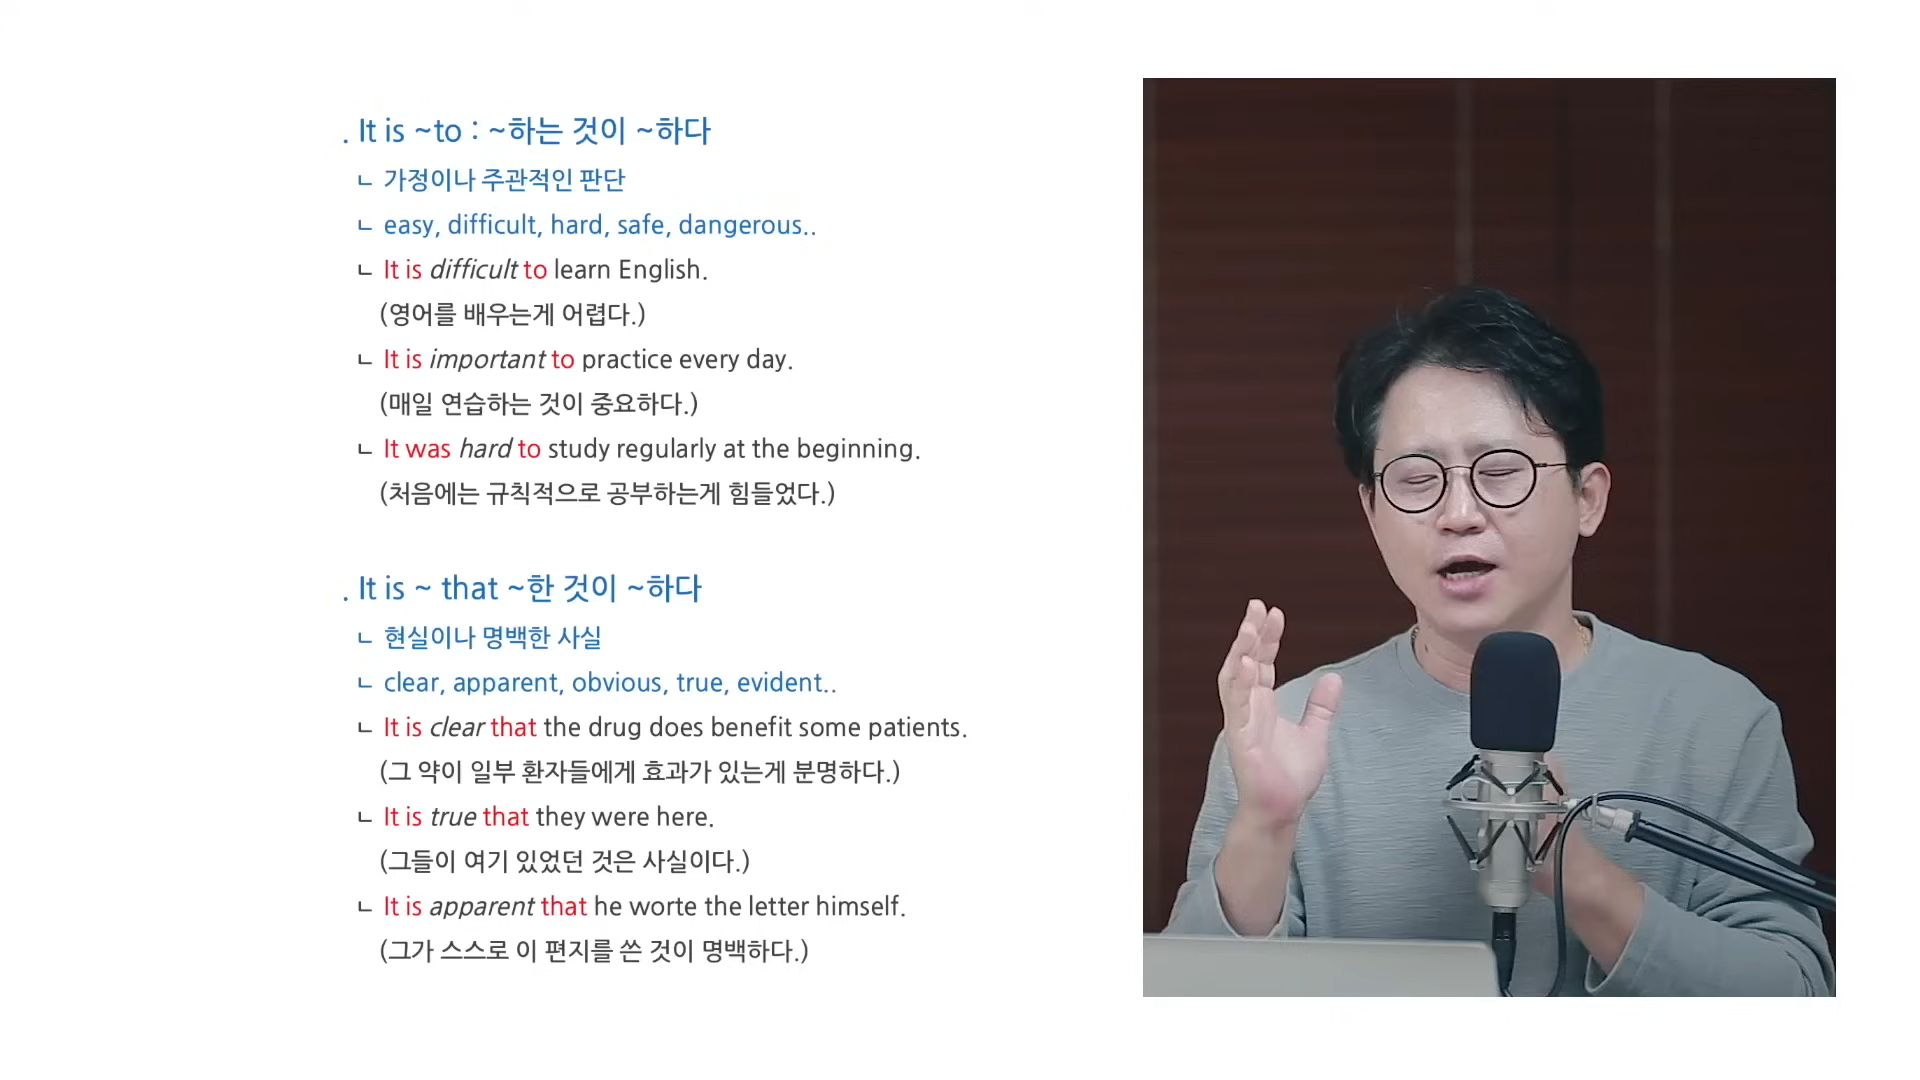 . It is ~to : ~하는 것이 ~하다
ㄴ 가정이나 주관적인 판단
ㄴ easy, difficult, hard, safe, dangerous..
ㄴ It is difficult to learn English.
(영어를 배우는게 어렵다.)
ㄴ It is important to practice every day.
(매일 연습하는 것이 중요하다.)
ㄴ It was hard to study regularly at the beginning.
(처음에는 규칙적으로 공부하는게 힘들었다.)
. It is ~ that ~한 것이 ~하다
ㄴ 현실이나 명백한 사실
ㄴ clear, apparent, obvious, true, evident..
ㄴ It is clear that the drug does benefit some patients.
(그 약이 일부 환자들에게 효과가 있는게 분명하다.)
ㄴ It is true that they were here.
(그들이 여기 있었던 것은 사실이다.)
ㄴ It is apparent that he worte the letter himself.
(그가 스스로 이 편지를 쓴 것이 명백하다.)